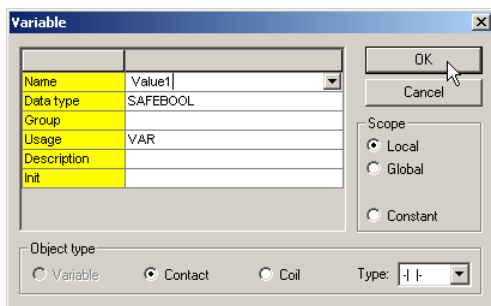 Variable
Name Value1
Data type SAFEBOOL
Group
Usage VAR
Description
Init
OK
Cancel
Scope
Local
Global
Constant
Object type
Variable Contact Coil Type: -| |-